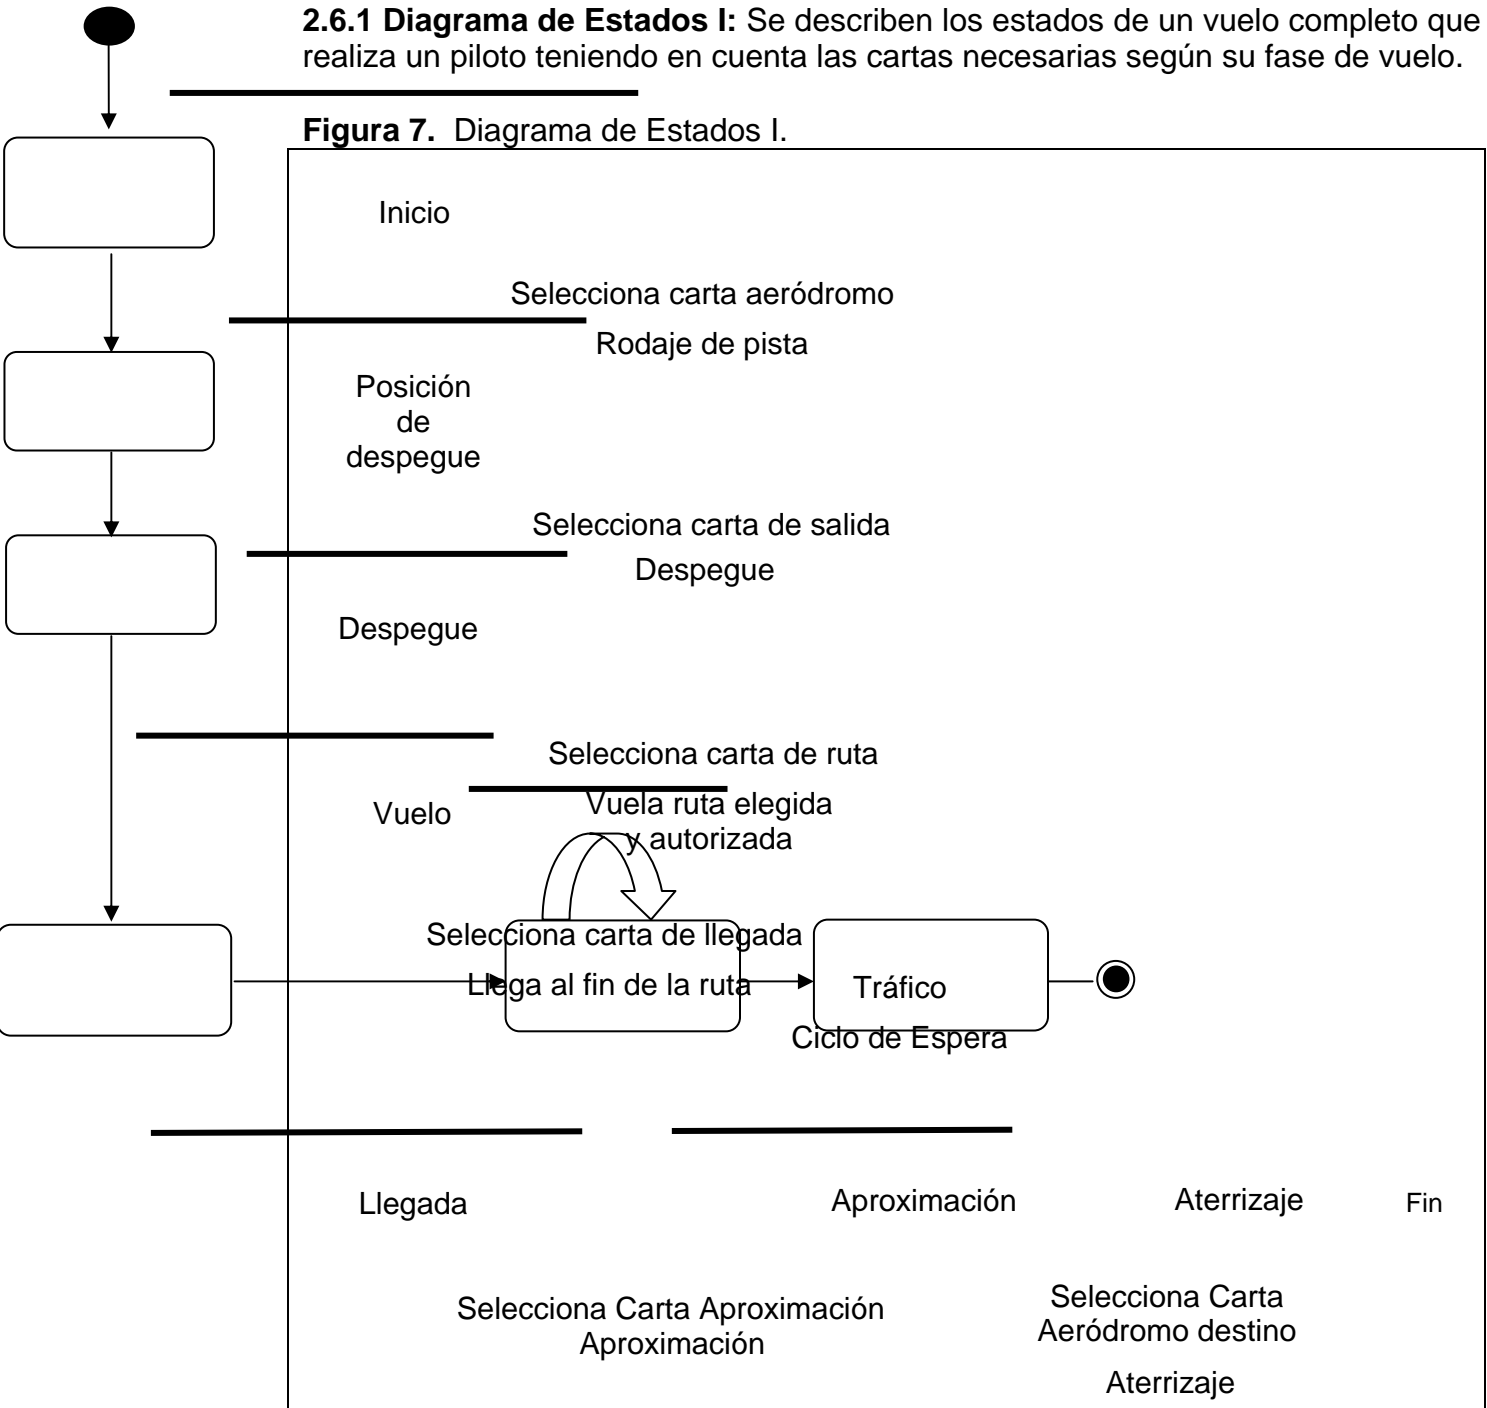 2.6.1 Diagrama de Estados I: Se describen los estados de un vuelo completo que
realiza un piloto teniendo en cuenta las cartas necesarias según su fase de vuelo.
Figura 7. Diagrama de Estados I.
Inicio
Selecciona carta aeródromo
Rodaje de pista
Posición
de
despegue
Selecciona carta de salida
Despegue
Despegue
Selecciona carta de ruta
Vuelo
Vuela ruta elegida
y autorizada
Selecciona carta de llegada
Llega al fin de la ruta
Tráfico
Ciclo de Espera
Llegada
Aproximación
Aterrizaje
Fin
Selecciona Carta Aproximación
Aproximación
Selecciona Carta
Aeródromo destino
Aterrizaje